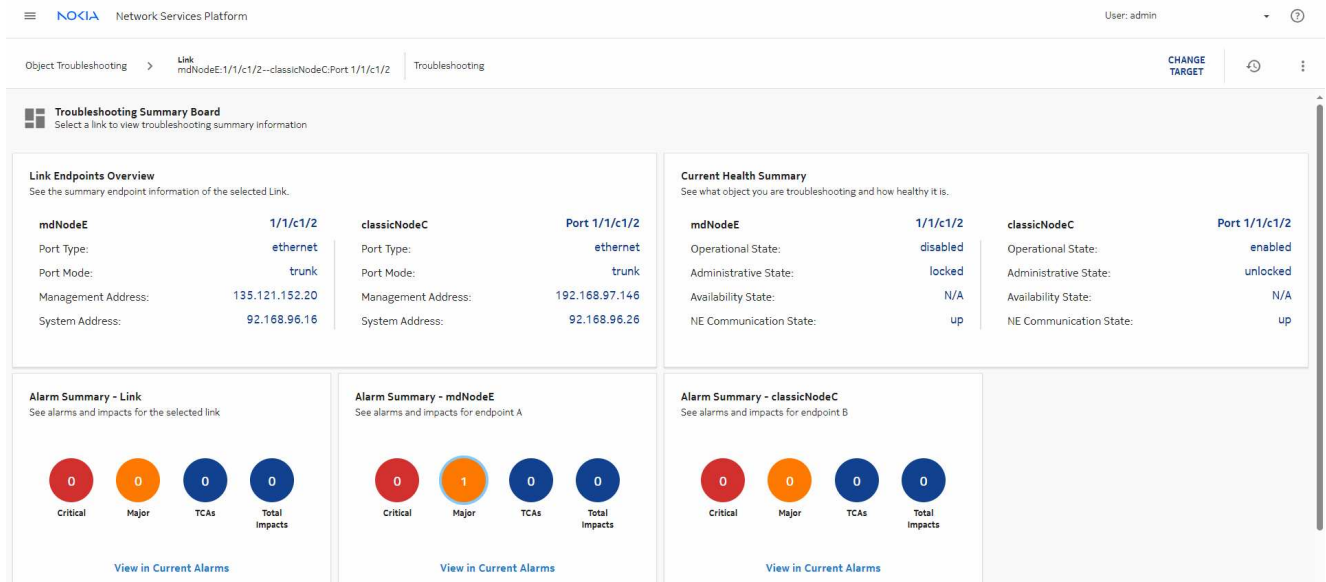 NOKIA Network Services Platform
User: admin
Object Troubleshooting > Link
mdNodeE:1/1/c1/2--classicNodeC:Port 1/1/c1/2
Troubleshooting
CHANGE
TARGET
Troubleshooting Summary Board
Select a link to view troubleshooting summary information
Link Endpoints Overview
See the summary endpoint information of the selected Link.
mdNodeE 1/1/c1/2
Port Type: ethernet
Port Mode: trunk
Management Address: 135.121.152.20
System Address: 92.168.96.16
classicNodeC Port 1/1/c1/2
Port Type: ethernet
Port Mode: trunk
Management Address: 192.168.97.146
System Address: 92.168.96.26
Current Health Summary
See what object you are troubleshooting and how healthy it is.
mdNodeE 1/1/c1/2
Operational State: disabled
Administrative State: locked
Availability State: N/A
NE Communication State: up
classicNodeC Port 1/1/c1/2
Operational State: enabled
Administrative State: unlocked
Availability State: N/A
NE Communication State: up
Alarm Summary - Link
See alarms and impacts for the selected link
0 0 0 0
Critical Major TCAs Total
Impacts
View in Current Alarms
Alarm Summary - mdNodeE
See alarms and impacts for endpoint A
0 1 0 0
Critical Major TCAs Total
Impacts
View in Current Alarms
Alarm Summary - classicNodeC
See alarms and impacts for endpoint B
0 0 0 0
Critical Major TCAs Total
Impacts
View in Current Alarms